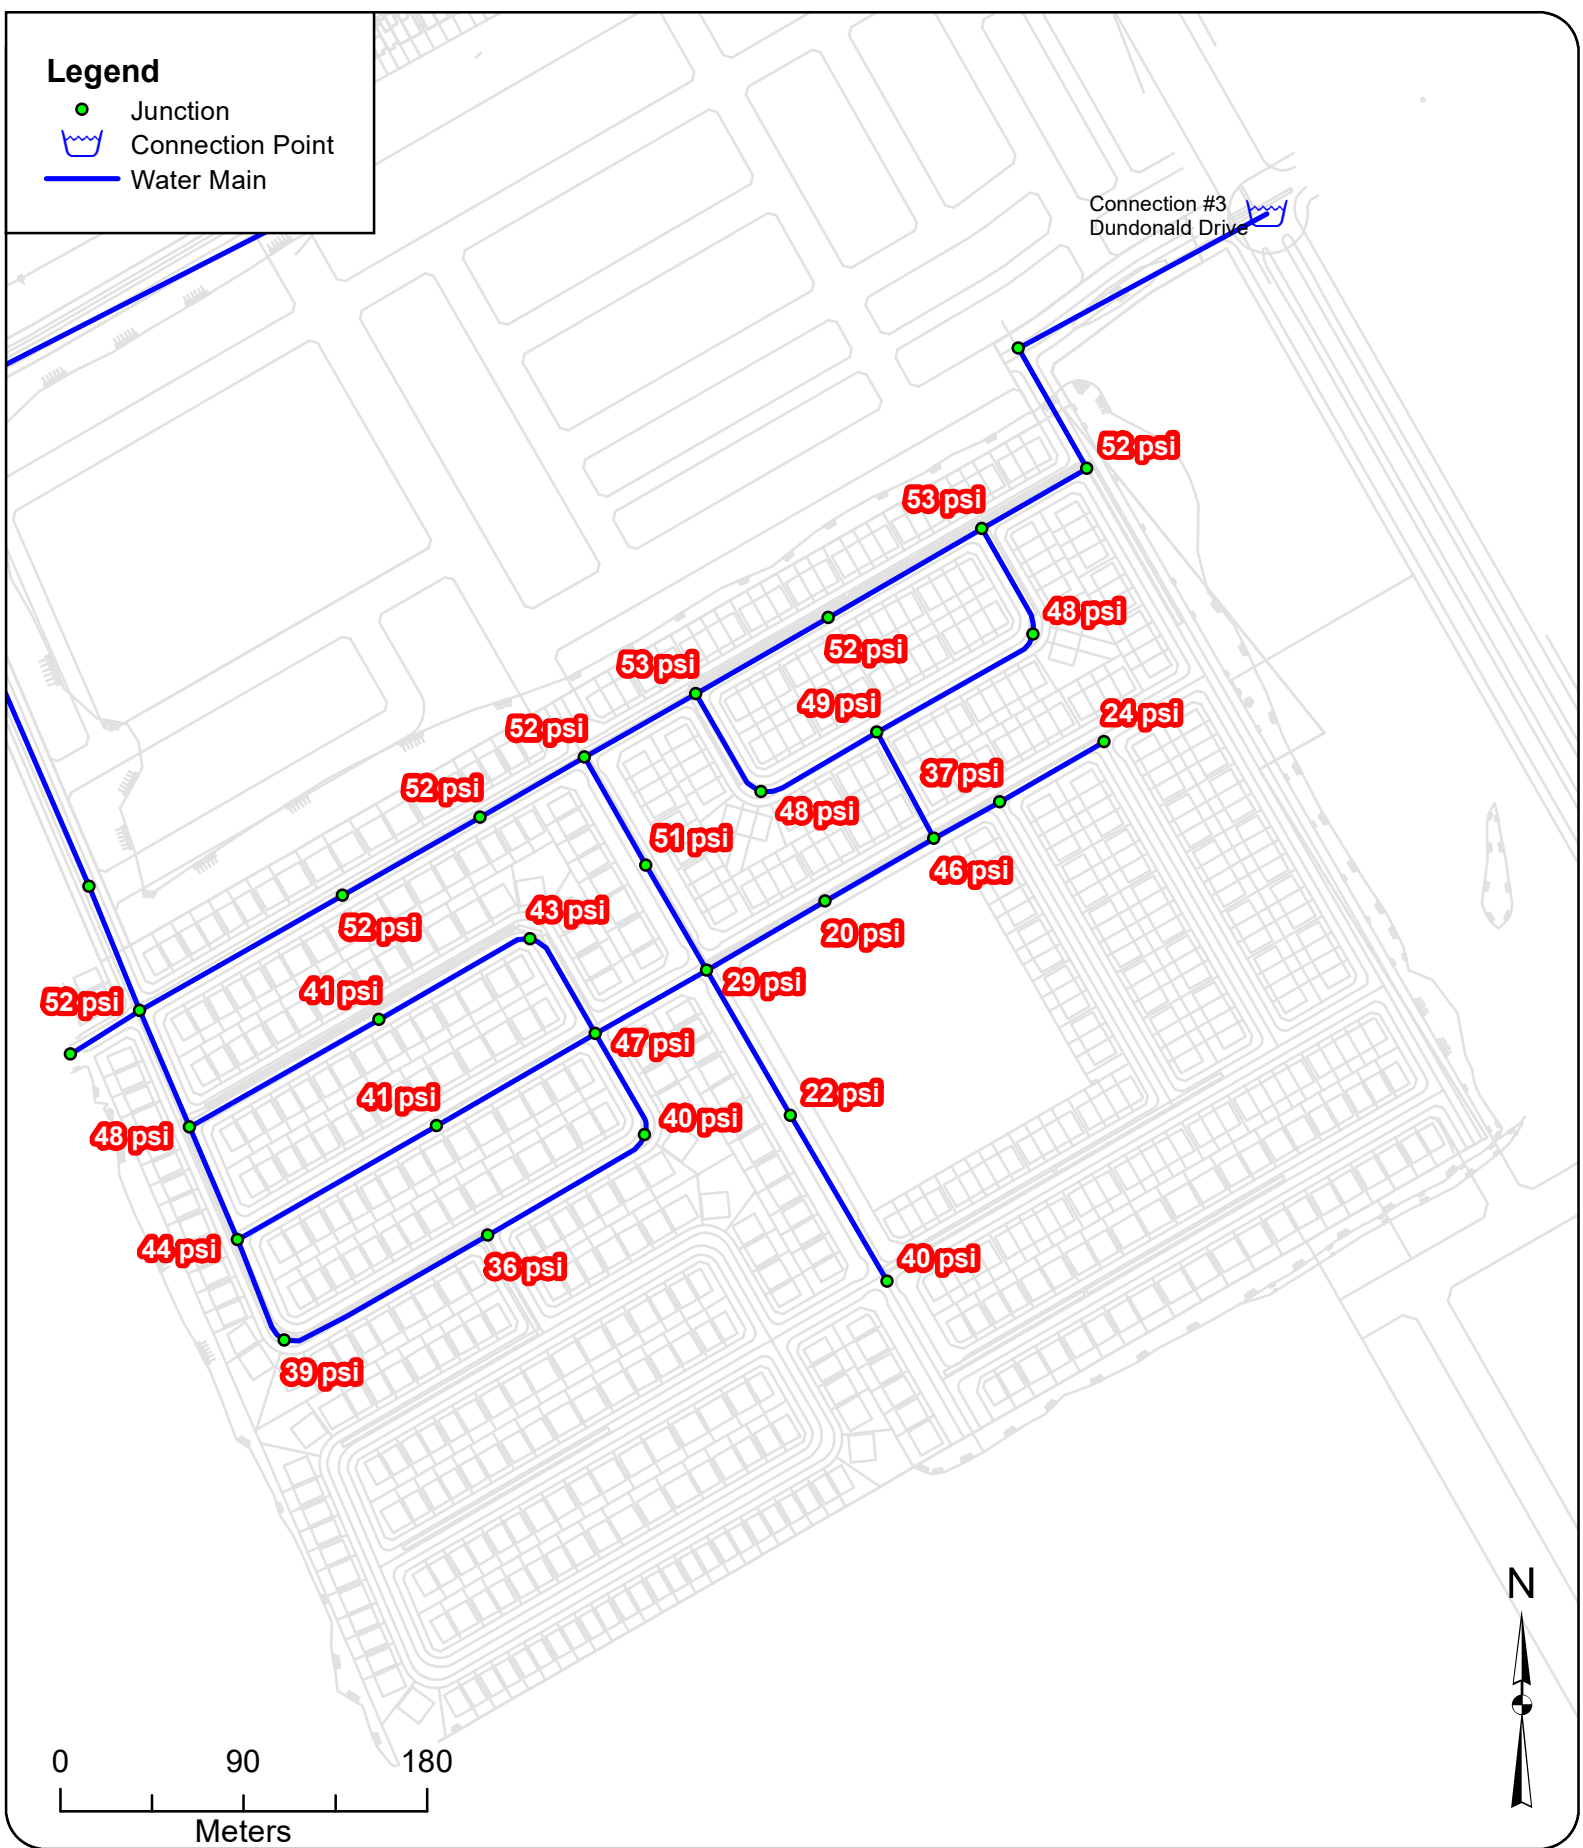 Legend
Junction
Connection Point
Water Main
Connection #3
Dundonald Drive
52 psi
53 psi
48 psi
52 psi
53 psi
49 psi
24 psi
52 psi
37 psi
52 psi
48 psi
51 psi
46 psi
43 psi
52 psi
20 psi
29 psi
41 psi
52 psi
47 psi
22 psi
41 psi
40 psi
48 psi
44 psi
40 psi
36 psi
39 psi
N
0 90 180
Meters